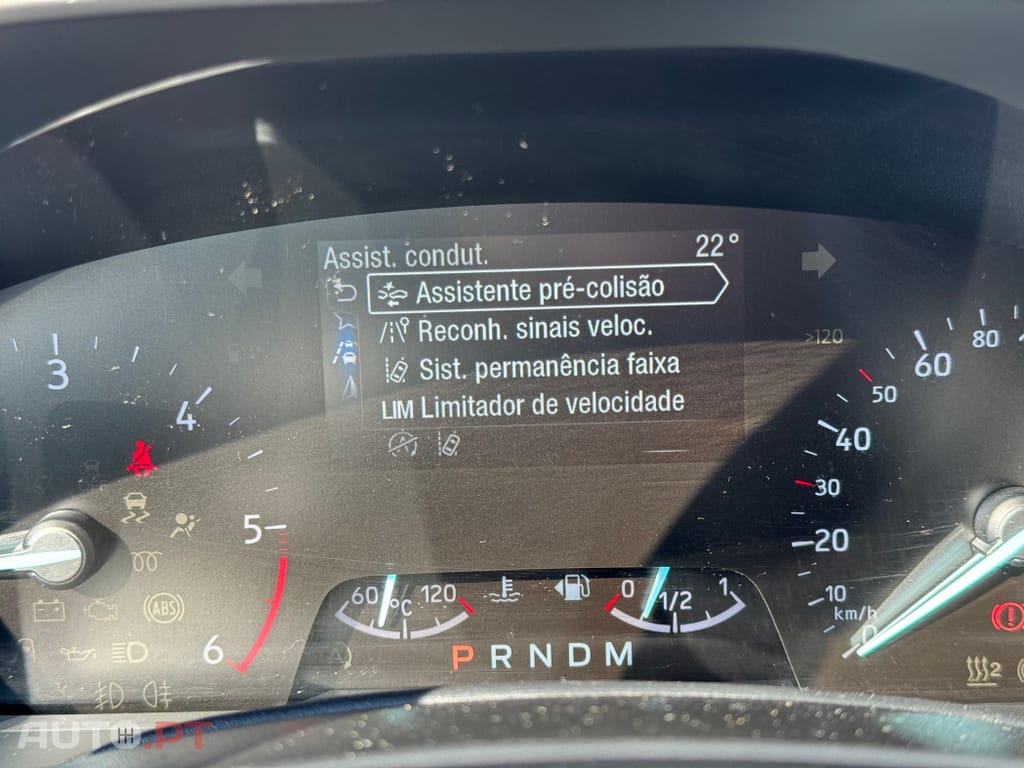 Assist. condut. 22°
Assistente pré-colisão
Reconh. sinais veloc.
Sist. permanência faixa
LIM Limitador de velocidade
>120
3
4
5
6
80
60
50
40
30
20
10
km/h
0
ABS
60 °C 120
0 1/2 1
P R N D M
2
AUTO.PT